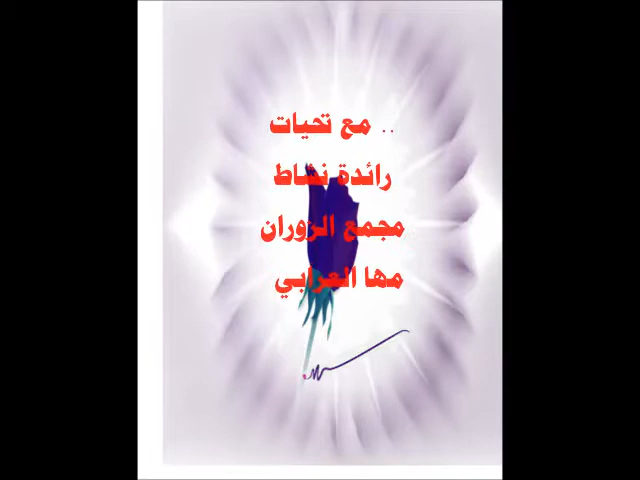 .. مع تحيات
رائدة نشاط
مجمع الزوران
مها العرابي